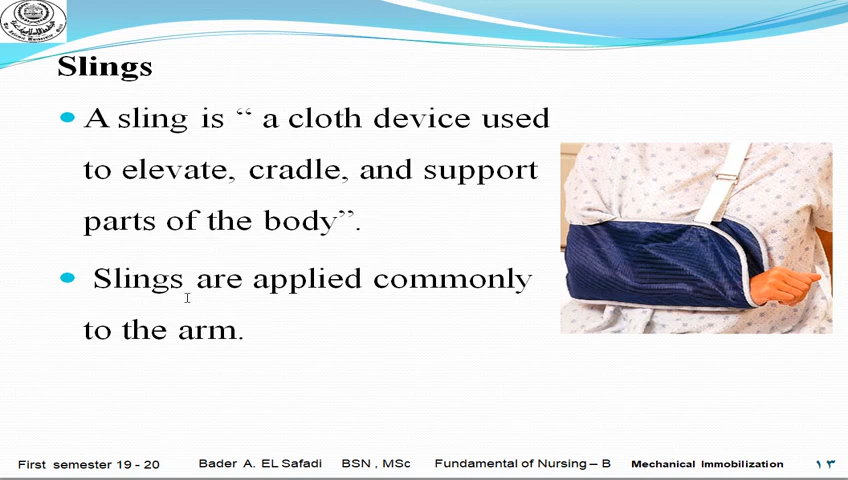 Slings
A sling is “ a cloth device used
to elevate, cradle, and support
parts of the body”.
Slings are applied commonly
to the arm.
First semester 19 - 20 Bader A. EL Safadi BSN , MSc Fundamental of Nursing – B Mechanical Immobilization ١٣